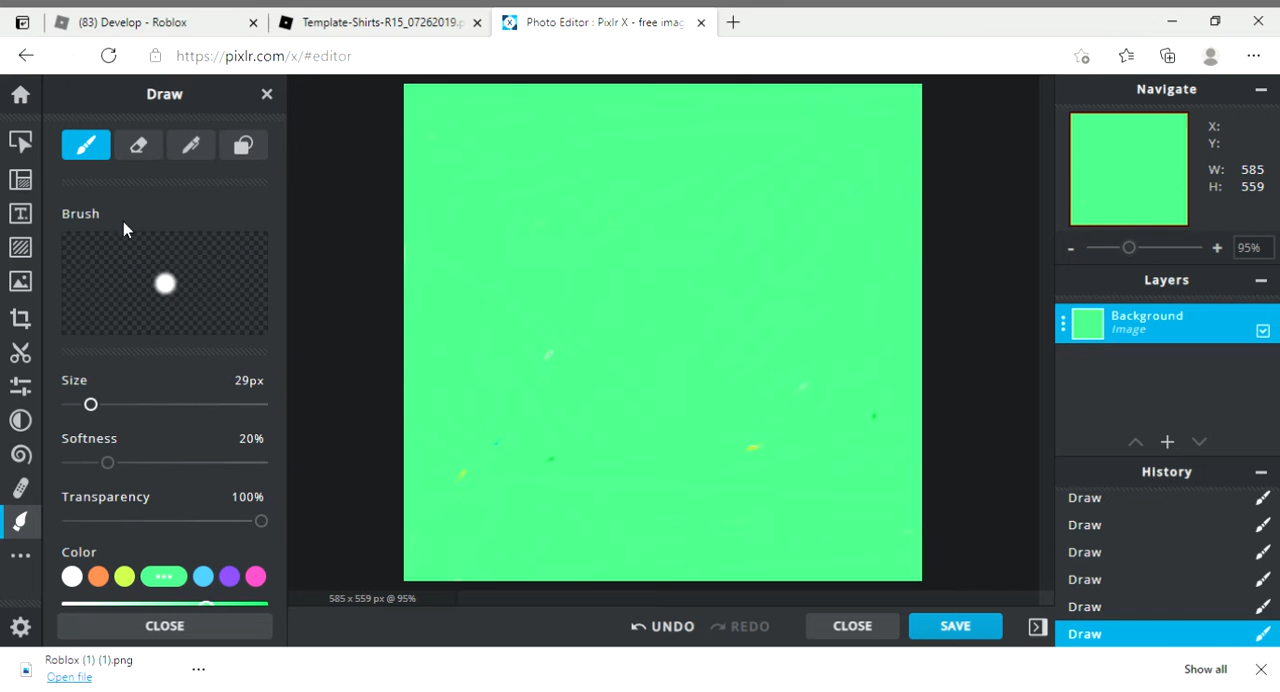 (83) Develop - Roblox
Template-Shirts-R15_07262019.p
Photo Editor : Pixlr X - free imag
https://pixlr.com/x/#editor
Draw
Brush
Size 29px
Softness 20%
Transparency 100%
Color
CLOSE
585 x 559 px @ 95%
UNDO
REDO
CLOSE
SAVE
Navigate
X:
Y:
W: 585
H: 559
95%
Layers
Background
Image
History
Draw
Draw
Draw
Draw
Draw
Draw
Roblox (1) (1).png
Open file
Show all